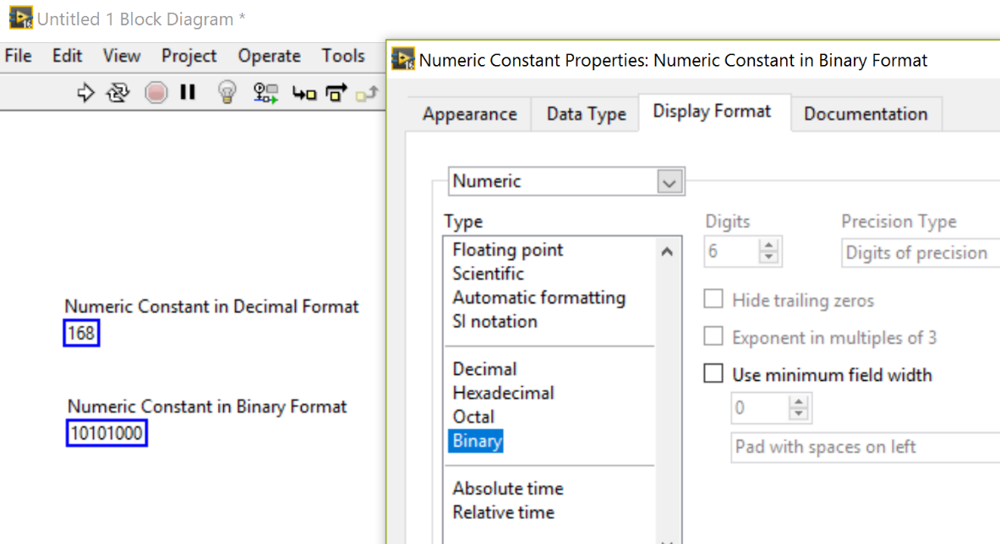 Untitled 1 Block Diagram *
File Edit View Project Operate Tools
Numeric Constant in Decimal Format
168
Numeric Constant in Binary Format
10101000
Numeric Constant Properties: Numeric Constant in Binary Format
Appearance Data Type Display Format Documentation
Numeric
Type
Floating point
Scientific
Automatic formatting
SI notation
Decimal
Hexadecimal
Octal
Binary
Absolute time
Relative time
Digits Precision Type
6 Digits of precision
Hide trailing zeros
Exponent in multiples of 3
Use minimum field width
0
Pad with spaces on left